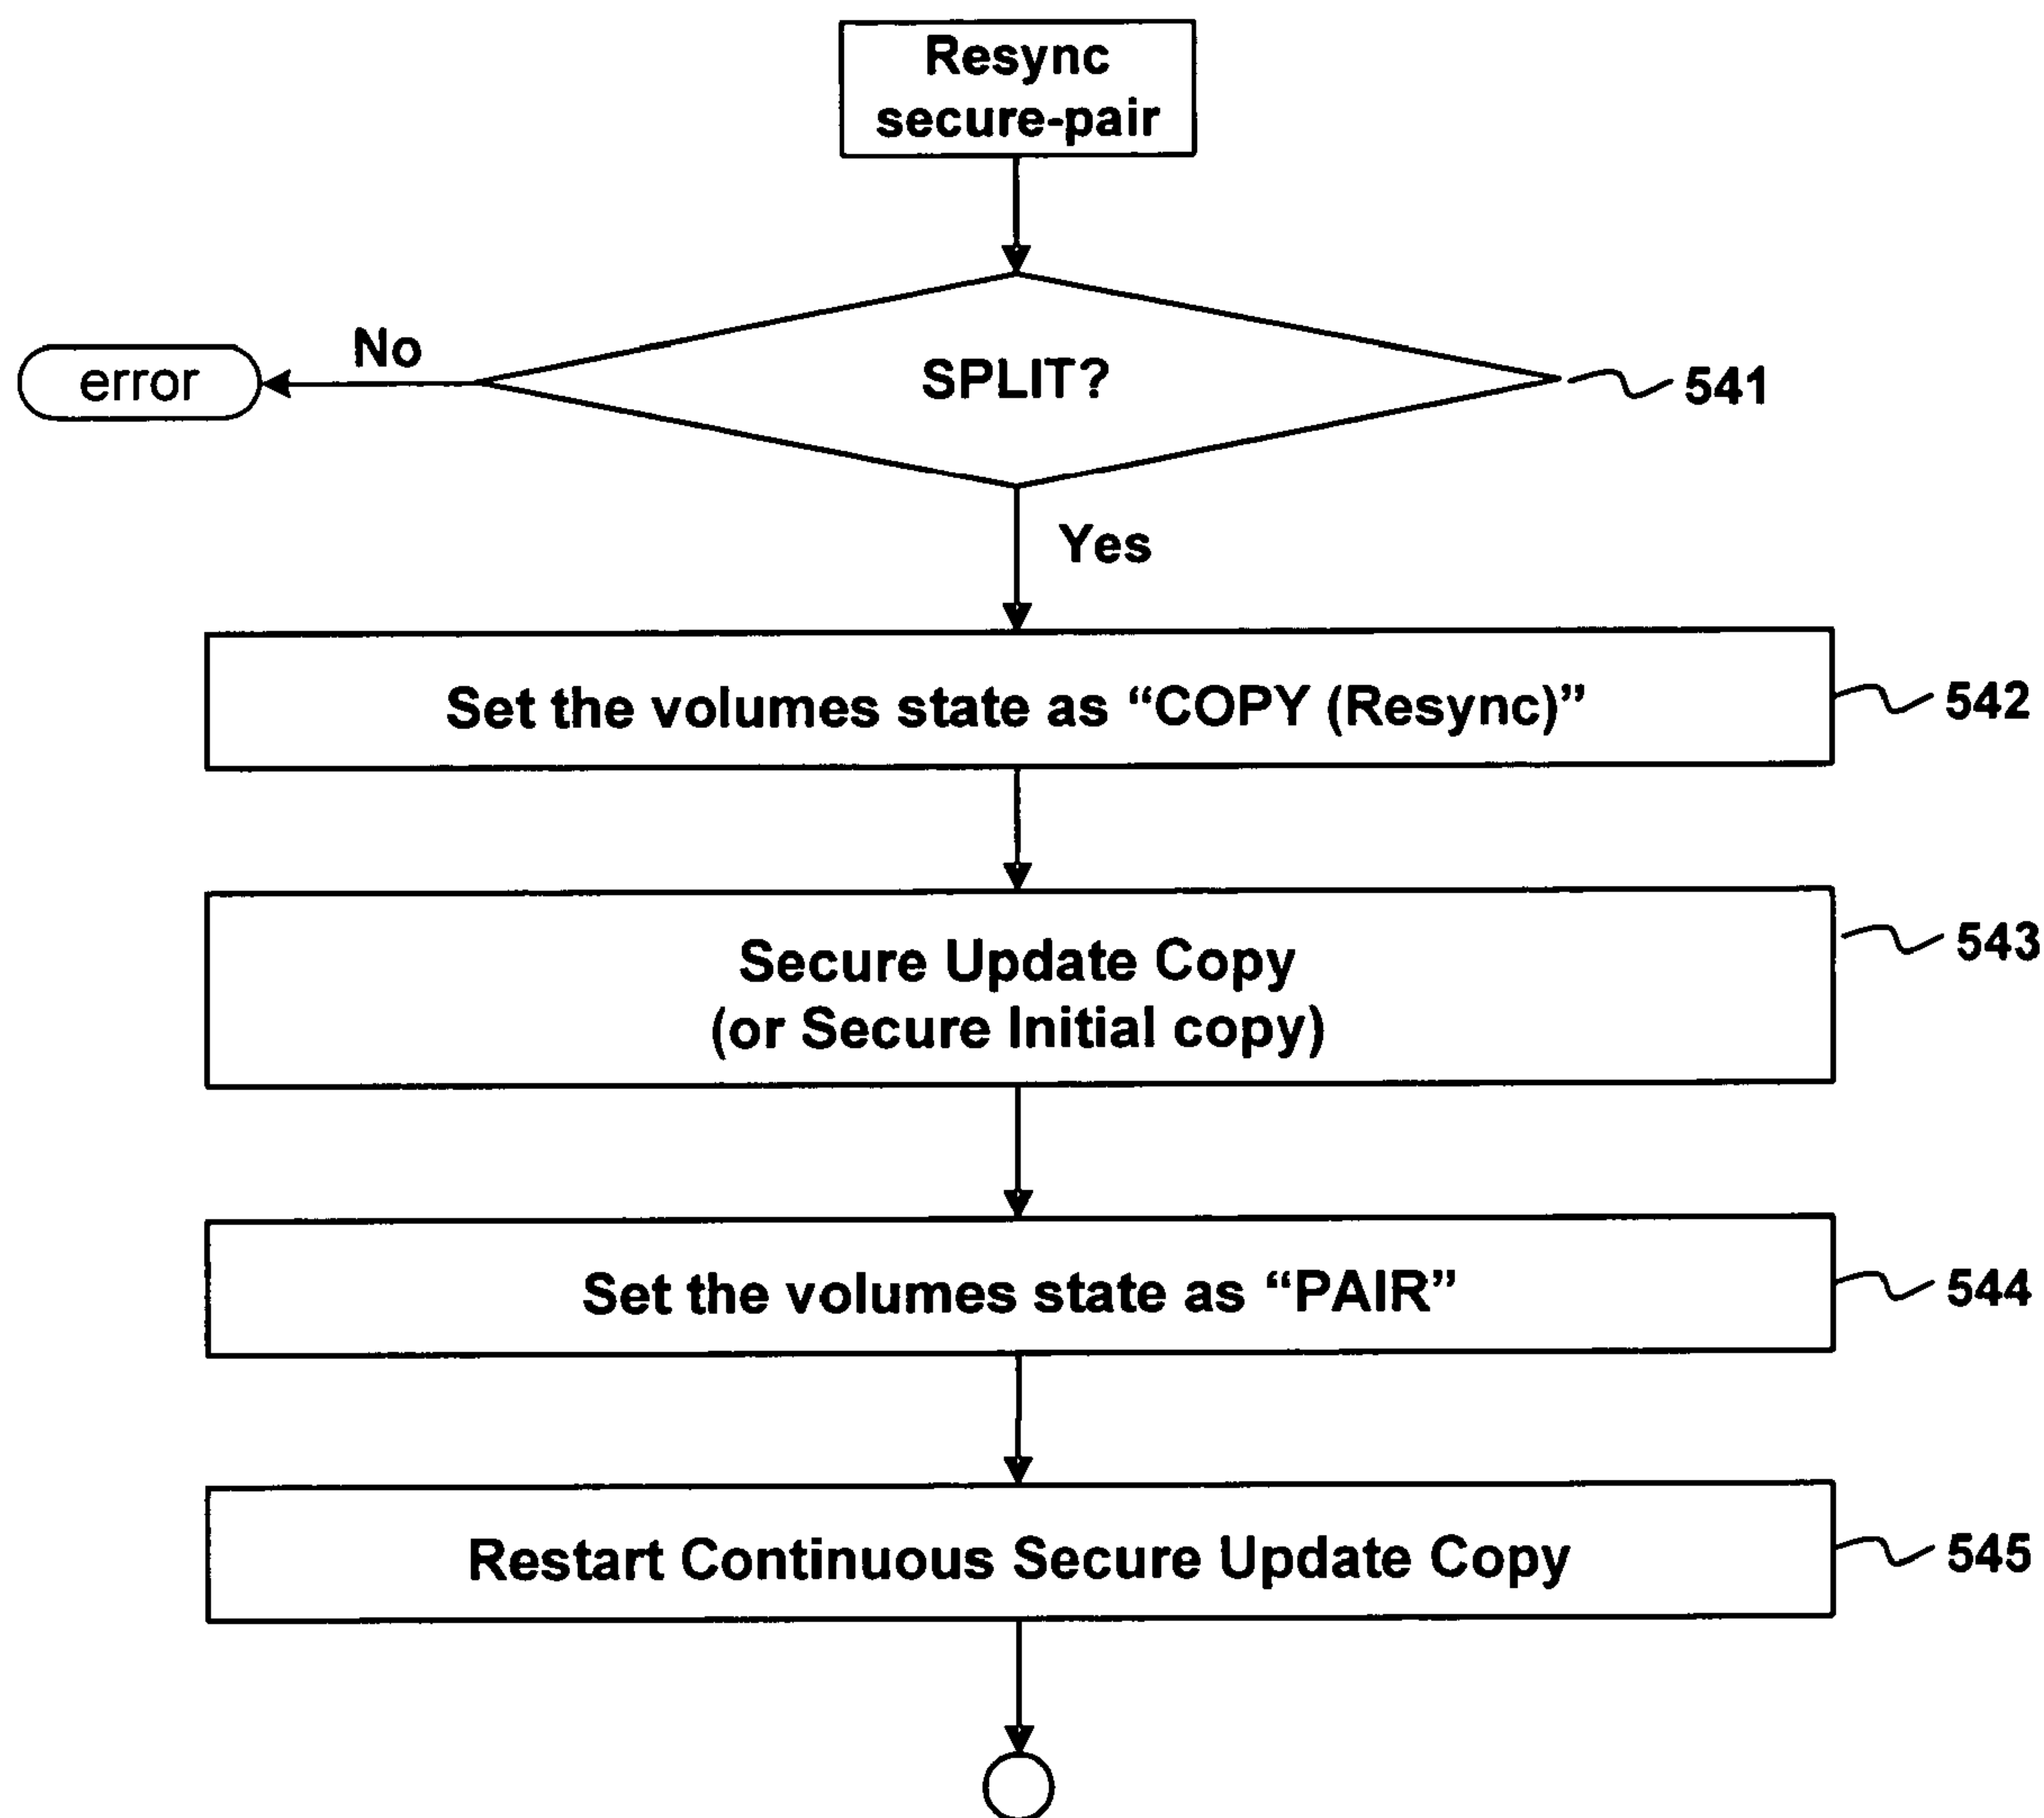 Resync
secure-pair
No
error
SPLIT?
541
Yes
Set the volumes state as “COPY (Resync)”
542
Secure Update Copy
(or Secure Initial copy)
543
Set the volumes state as “PAIR”
544
Restart Continuous Secure Update Copy
545